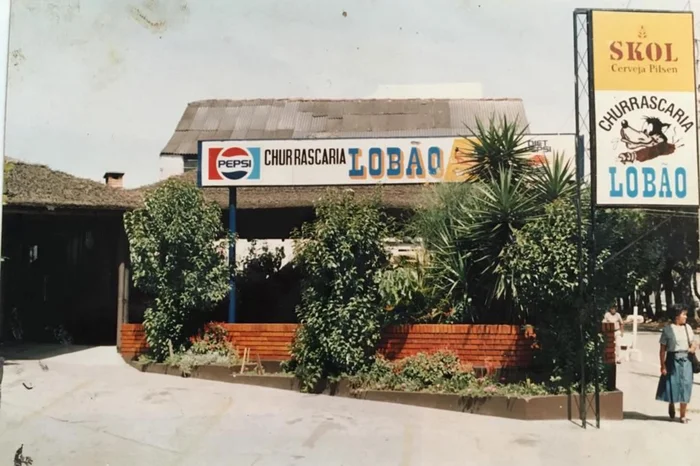 PEPSI
CHURRASCARIA LOBÃO
SKOL
Cerveja Pilsen
CHURRASCARIA
LOBÃO